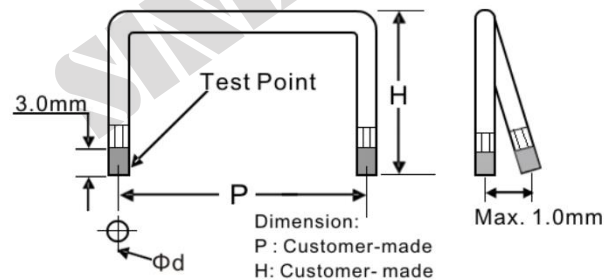 Test Point
3.0mm
H
P
Max. 1.0mm
Φd
Dimension:
P : Customer-made
H: Customer- made